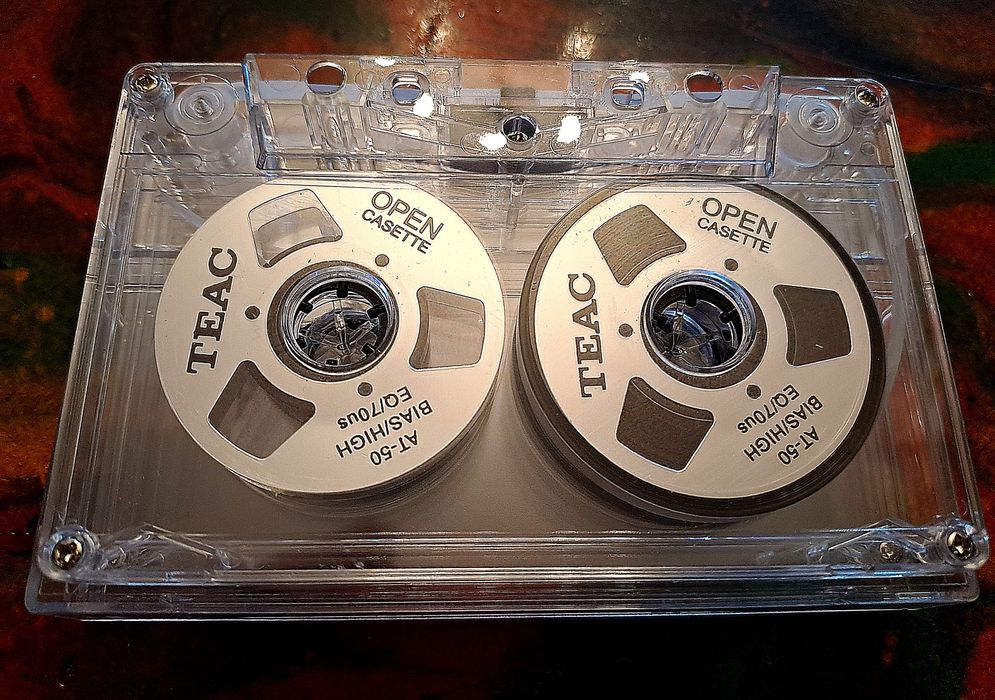 OPEN
CASETTE
TEAC
AT-50
BIAS/HIGH
EQ/70us
OPEN
CASETTE
TEAC
AT-50
BIAS/HIGH
EQ/70us